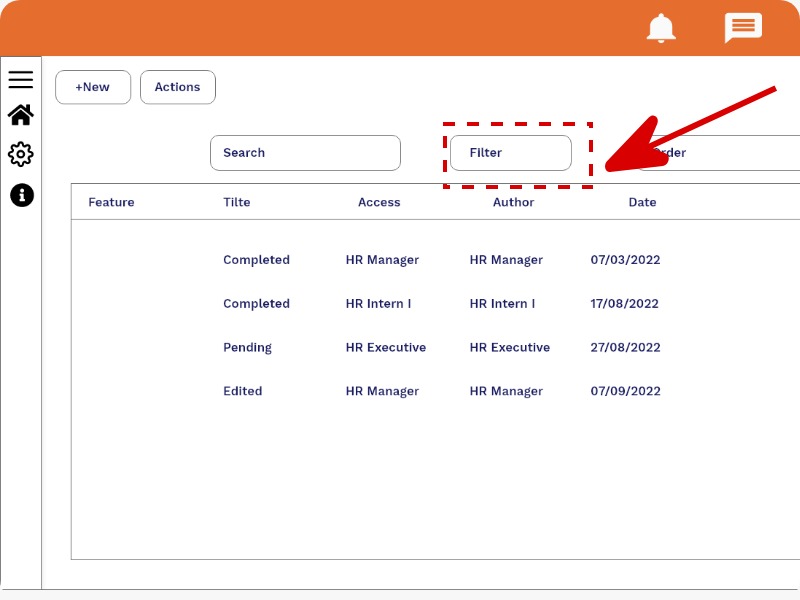 +New Actions
Search Filter rder
Feature Tilte Access Author Date
Completed HR Manager HR Manager 07/03/2022
Completed HR Intern I HR Intern I 17/08/2022
Pending HR Executive HR Executive 27/08/2022
Edited HR Manager HR Manager 07/09/2022